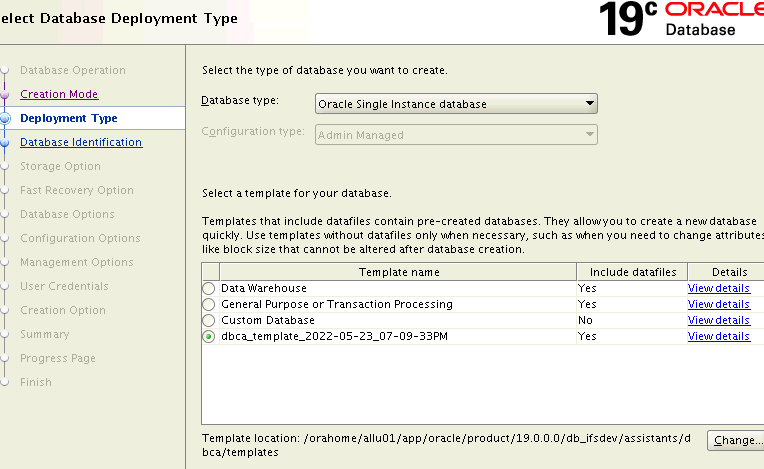 elect Database Deployment Type
19c ORACLE
Database
Database Operation
Creation Mode
Deployment Type
Database Identification
Storage Option
Fast Recovery Option
Database Options
Configuration Options
Management Options
User Credentials
Creation Option
Summary
Progress Page
Finish
Select the type of database you want to create.
Database type: Oracle Single Instance database
Configuration type: Admin Managed
Select a template for your database.
Templates that include datafiles contain pre-created databases. They allow you to create a new database
quickly. Use templates without datafiles only when necessary, such as when you need to change attributes
like block size that cannot be altered after database creation.
Template name Include datafiles Details
Data Warehouse Yes View details
General Purpose or Transaction Processing Yes View details
Custom Database No View details
dbca_template_2022-05-23_07-09-33PM Yes View details
Template location: /orahome/allu01/app/oracle/product/19.0.0.0/db_ifsdev/assistants/d
bca/templates
Change...